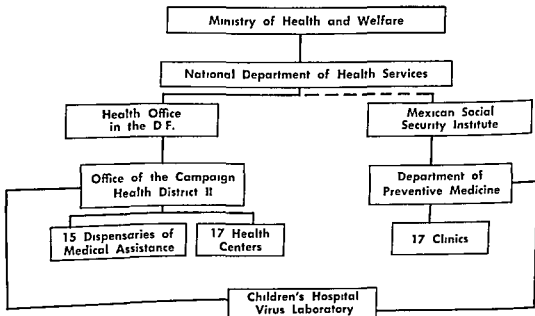 Ministry of Health and Welfare
National Department of Health Services
Health Office
in the D F.
Mexican Social
Security Institute
Office of the Campaign
Health District II
Department of
Preventive Medicine
15 Dispensaries of
Medical Assistance
17 Health
Centers
17 Clinics
Children's Hospital
Virus Laboratory